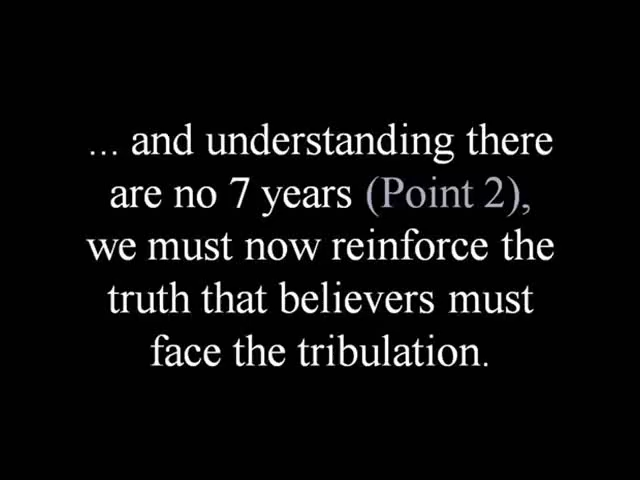 ... and understanding there
are no 7 years (Point 2),
we must now reinforce the
truth that believers must
face the tribulation.